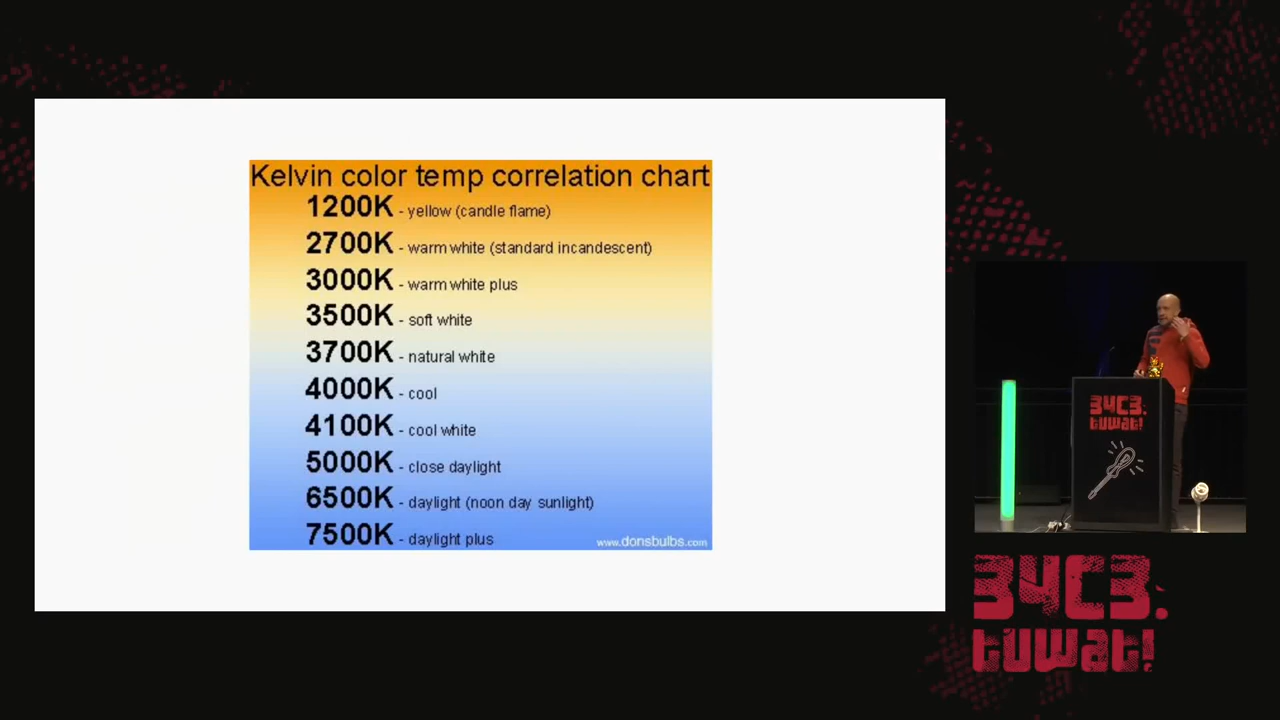 Kelvin color temp correlation chart
1200K - yellow (candle flame)
2700K - warm white (standard incandescent)
3000K - warm white plus
3500K - soft white
3700K - natural white
4000K - cool
4100K - cool white
5000K - close daylight
6500K - daylight (noon day sunlight)
7500K - daylight plus
www.donsbulbs.com
34C3.
tuwat!
34C3.
tuwat!